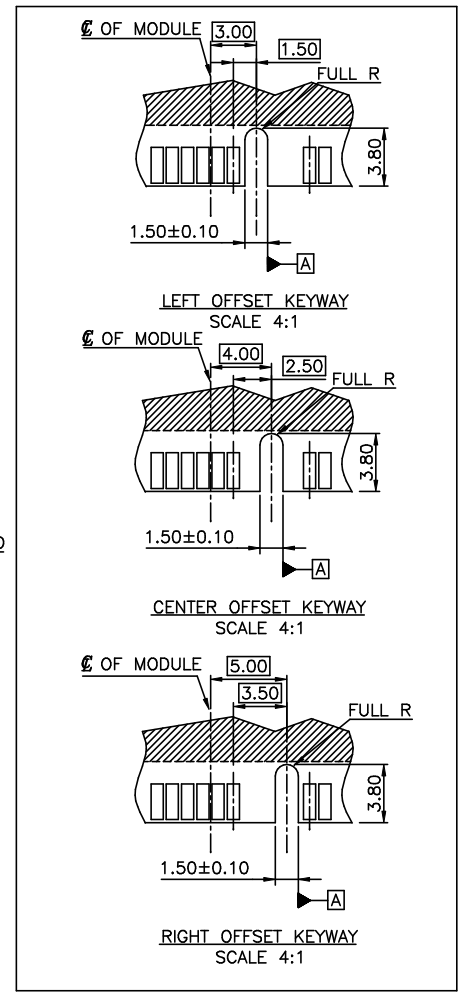 ℄ OF MODULE
3.00
1.50
FULL R
3.80
1.50±0.10
A
LEFT OFFSET KEYWAY
SCALE 4:1
℄ OF MODULE
4.00
2.50
FULL R
3.80
1.50±0.10
A
CENTER OFFSET KEYWAY
SCALE 4:1
℄ OF MODULE
5.00
3.50
FULL R
3.80
1.50±0.10
A
RIGHT OFFSET KEYWAY
SCALE 4:1